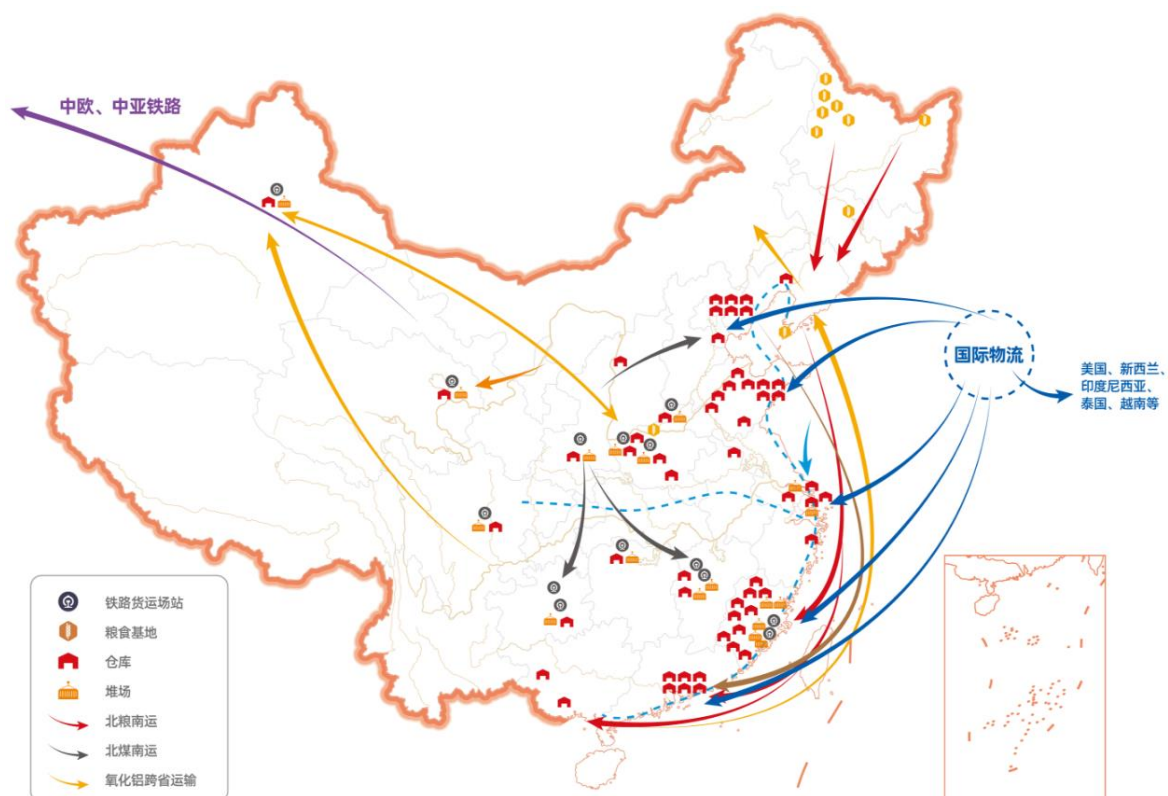 中欧、中亚铁路
国际物流
美国、新西兰、
印度尼西亚、
泰国、越南等
铁路货运场站
粮食基地
仓库
堆场
北粮南运
北煤南运
氧化铝跨省运输